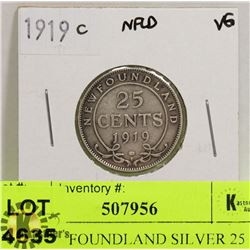 1919 C NFLD VG
NEWFOUNDLAND
25
CENTS
1919
Inventory #:
LOT 507956
4635 FOUNDLAND SILVER 25